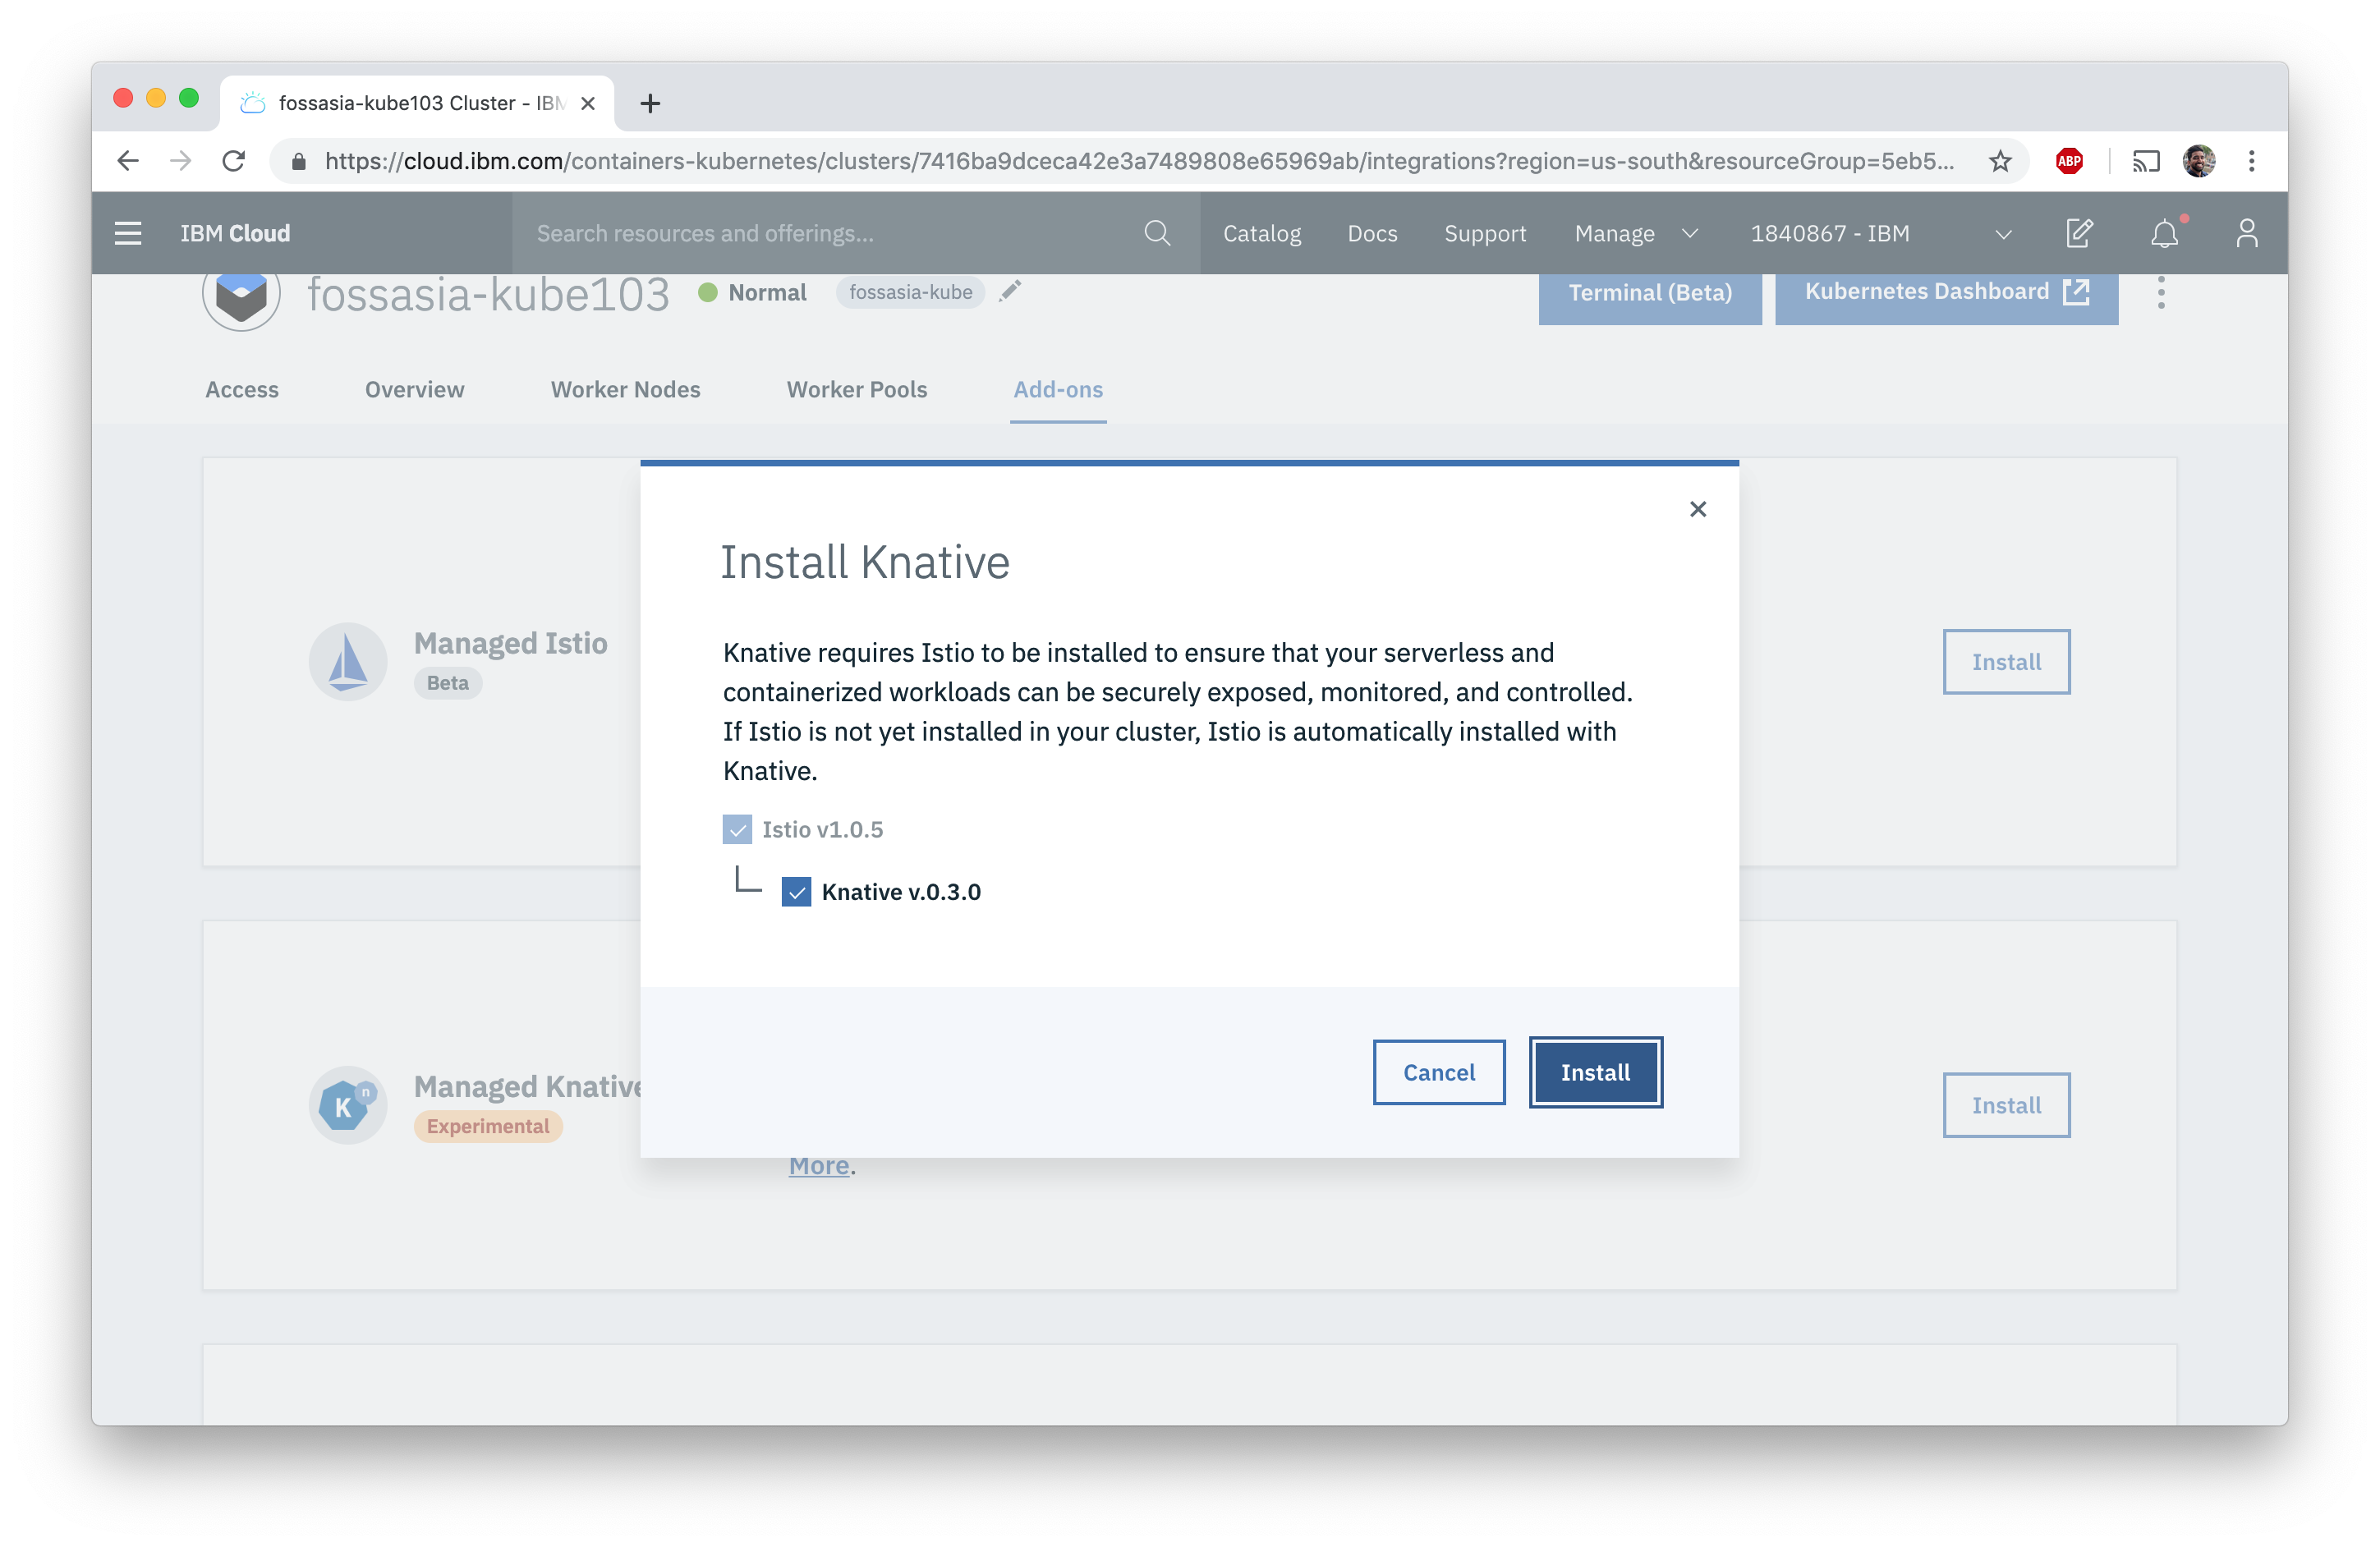 fossasia-kube103 Cluster - IBM
https://cloud.ibm.com/containers-kubernetes/clusters/7416ba9dceca42e3a7489808e65969ab/integrations?region=us-south&resourceGroup=5eb5...
ABP
IBM Cloud
Search resources and offerings...
Catalog
Docs
Support
Manage
1840867 - IBM
fossasia-kube103
Normal
fossasia-kube
Terminal (Beta)
Kubernetes Dashboard
Access
Overview
Worker Nodes
Worker Pools
Add-ons
Managed Istio
Beta
Install
Install Knative
Knative requires Istio to be installed to ensure that your serverless and
containerized workloads can be securely exposed, monitored, and controlled.
If Istio is not yet installed in your cluster, Istio is automatically installed with
Knative.
Istio v1.0.5
Knative v.0.3.0
Cancel
Install
K
n
Managed Knative
Experimental
Install
More.